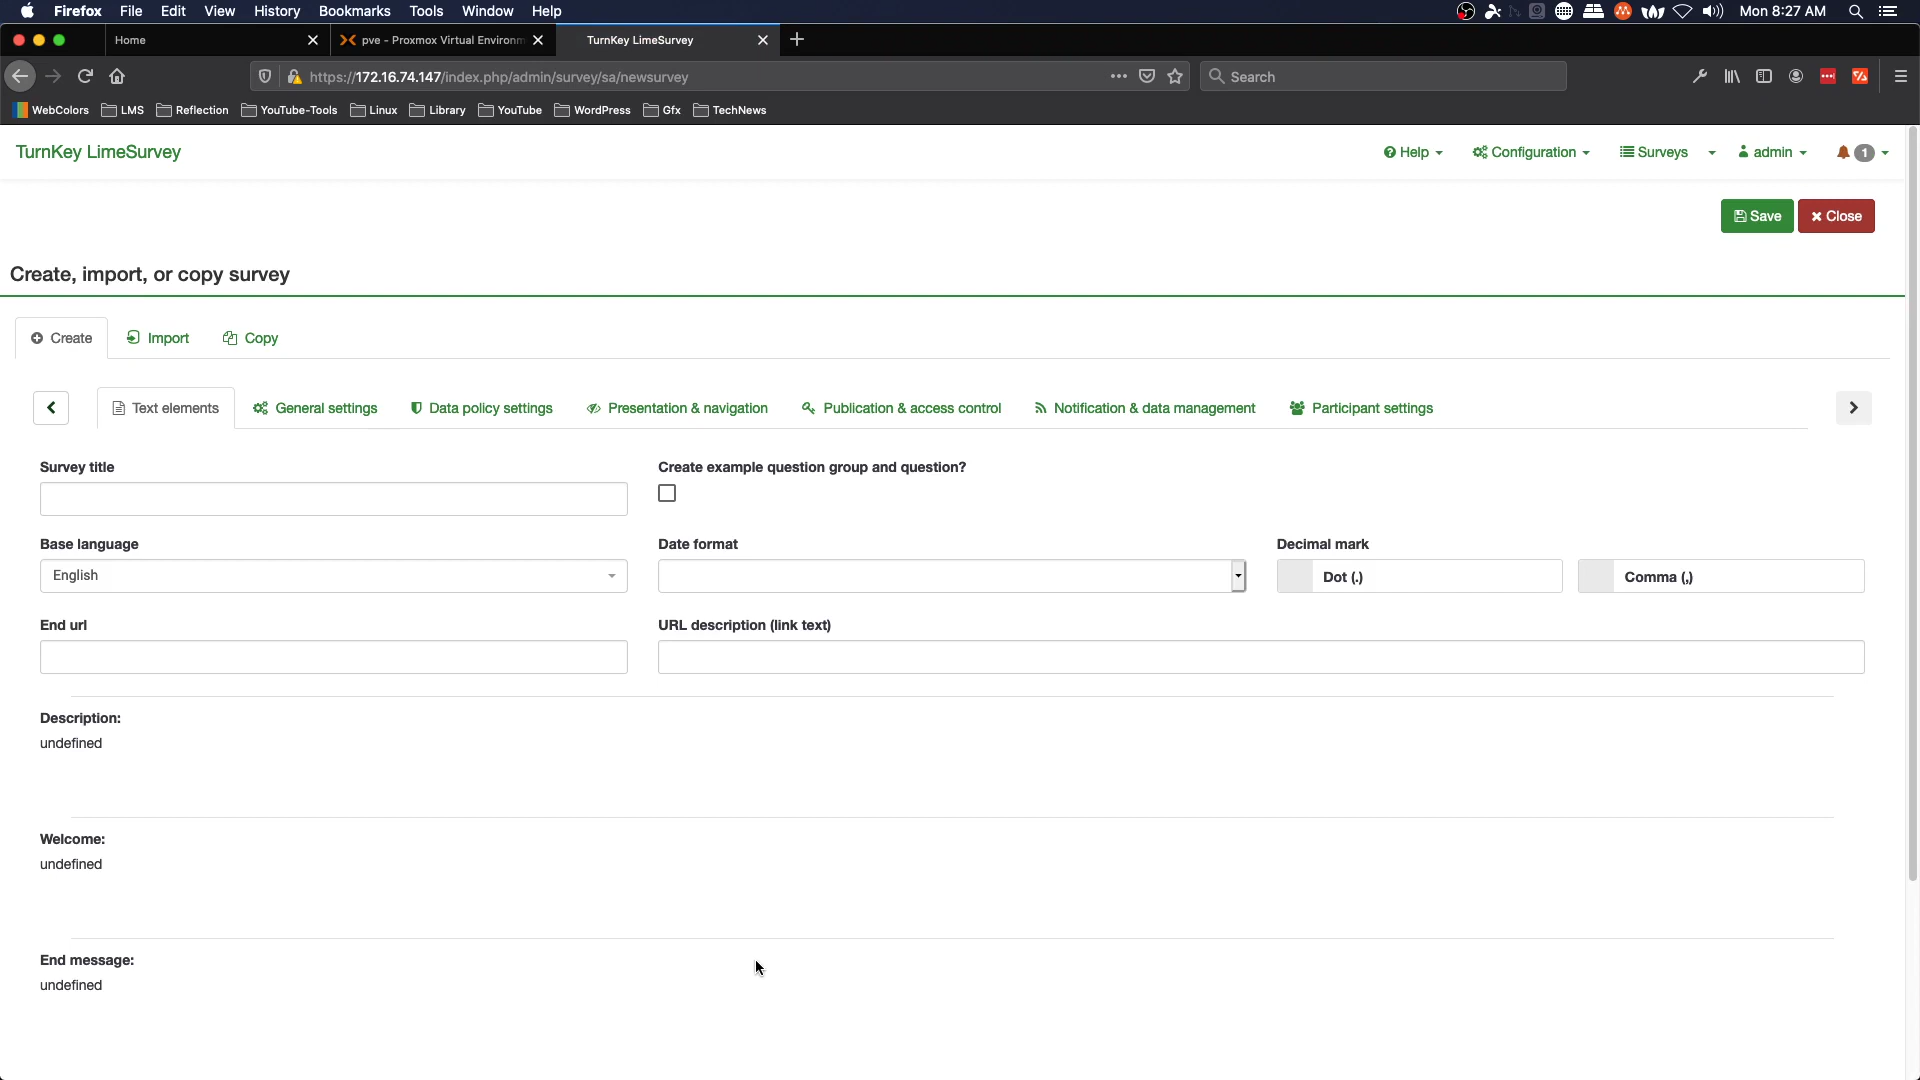 Firefox File Edit View History Bookmarks Tools Window Help Mon 8:27 AM
Home pve - Proxmox Virtual Environm TurnKey LimeSurvey
https://172.16.74.147/index.php/admin/survey/sa/newsurvey Search
WebColors LMS Reflection YouTube-Tools Linux Library YouTube WordPress Gfx TechNews
TurnKey LimeSurvey Help Configuration Surveys admin 1
Save Close
Create, import, or copy survey
Create Import Copy
Text elements General settings Data policy settings Presentation & navigation Publication & access control Notification & data management Participant settings
Survey title Create example question group and question?
Base language Date format Decimal mark
English Dot (.) Comma (,)
End url URL description (link text)
Description:
undefined
Welcome:
undefined
End message:
undefined